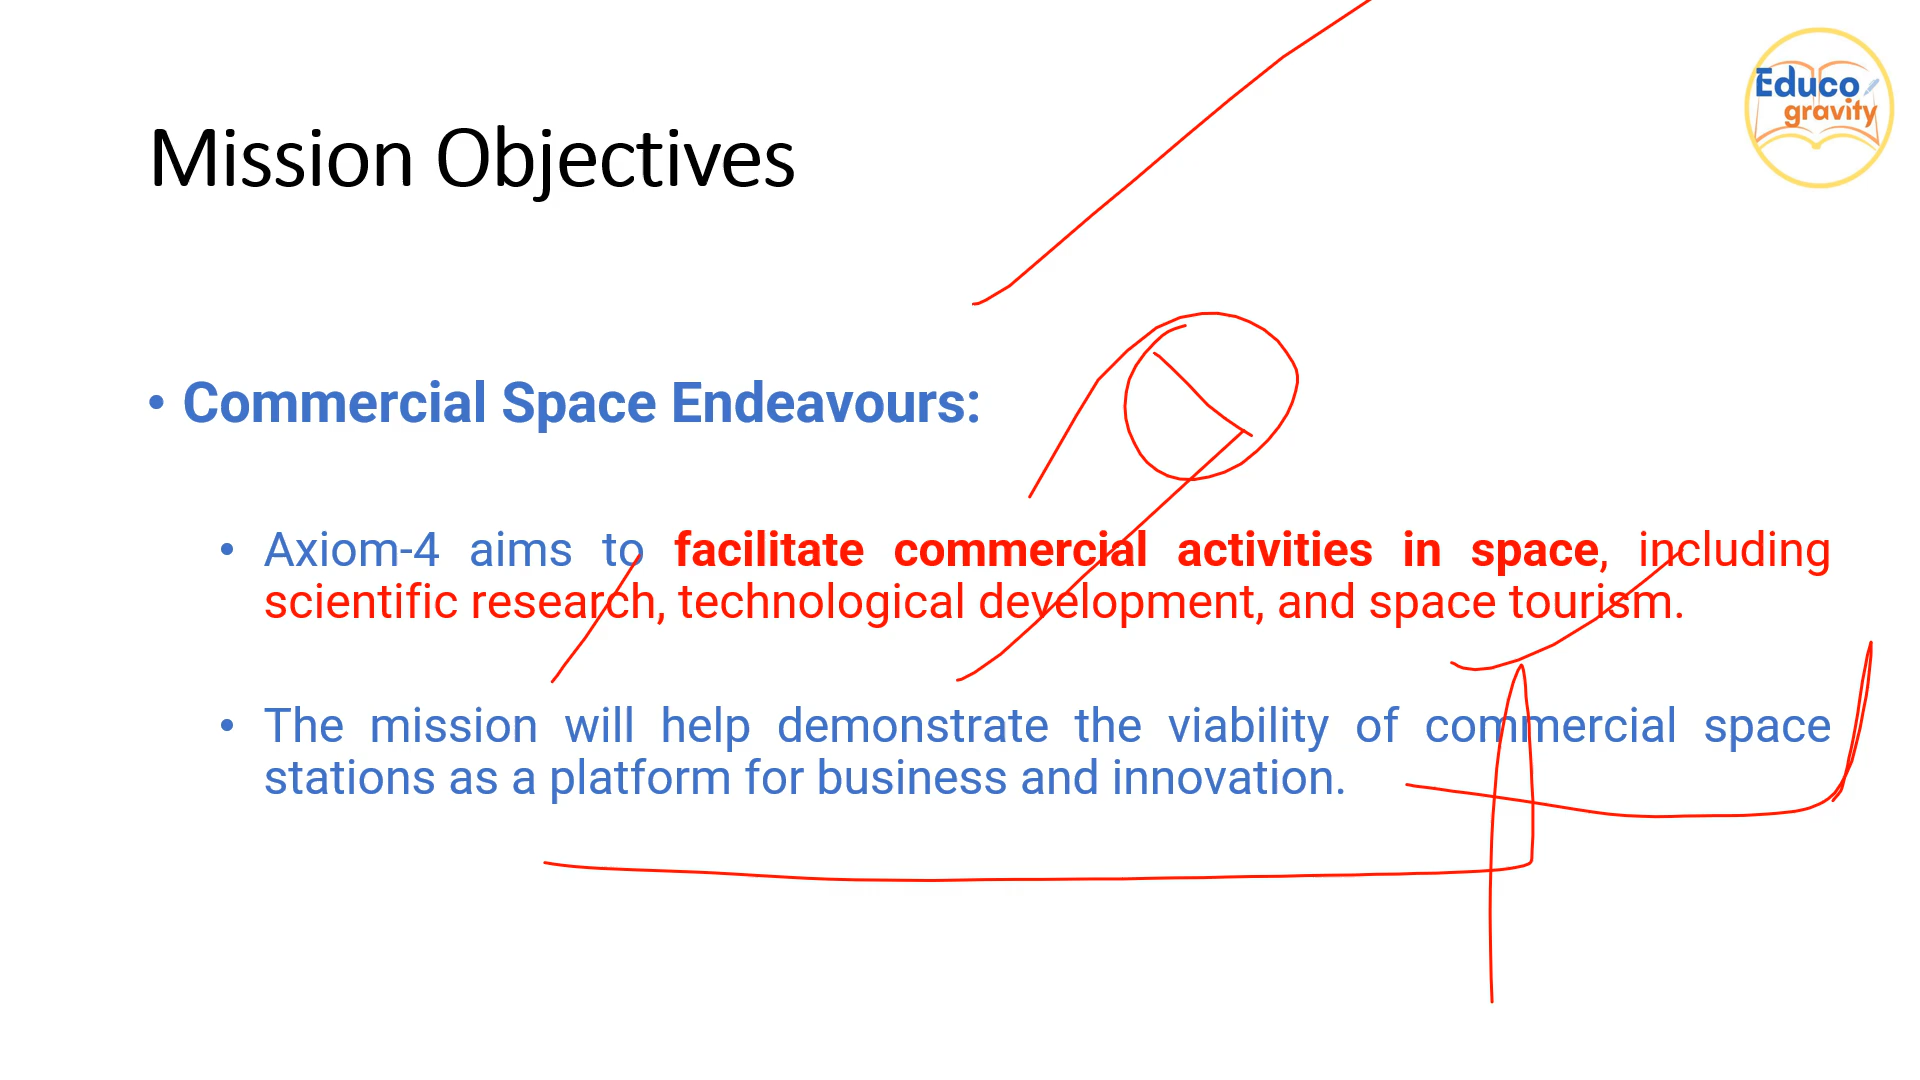 Educo
gravity
Mission Objectives
• Commercial Space Endeavours:
• Axiom-4 aims to facilitate commercial activities in space, including
scientific research, technological development, and space tourism.
• The mission will help demonstrate the viability of commercial space
stations as a platform for business and innovation.